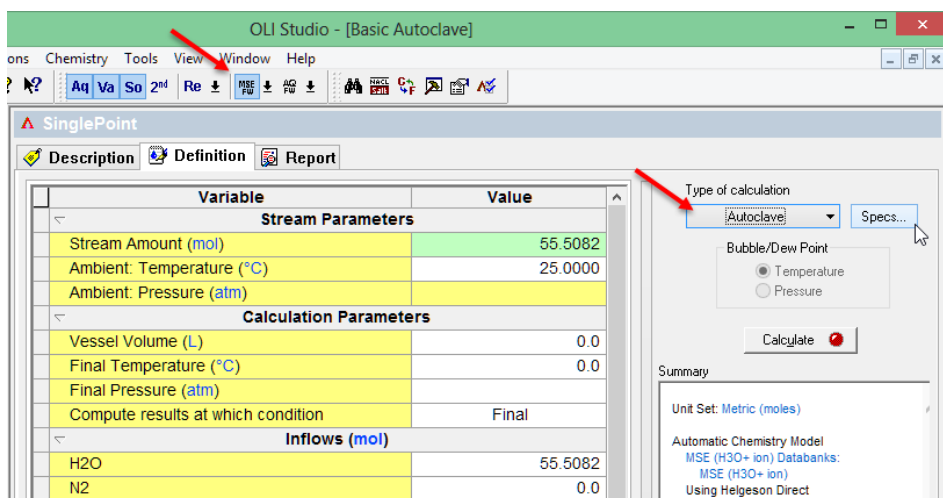 OLI Studio - [Basic Autoclave]
ons Chemistry Tools View Window Help
Aq Va So 2nd Re MSE FW AQ FW
SinglePoint
Description Definition Report
Variable Value
Stream Parameters
Stream Amount (mol) 55.5082
Ambient: Temperature (°C) 25.0000
Ambient: Pressure (atm)
Calculation Parameters
Vessel Volume (L) 0.0
Final Temperature (°C) 0.0
Final Pressure (atm)
Compute results at which condition Final
Inflows (mol)
H2O 55.5082
N2 0.0
Type of calculation
Autoclave Specs...
Bubble/Dew Point
Temperature
Pressure
Calculate
Summary
Unit Set: Metric (moles)
Automatic Chemistry Model
MSE (H3O+ ion) Databanks:
MSE (H3O+ ion)
Using Helgeson Direct